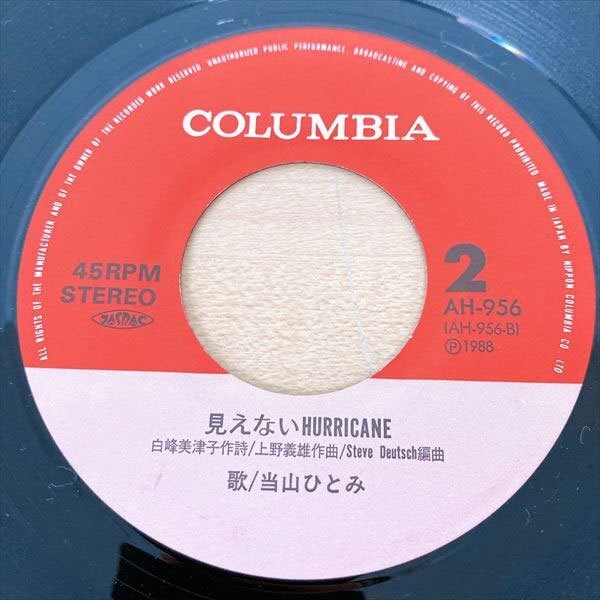 ALL RIGHTS OF THE MANUFACTURER AND OF THE OWNER OF THE RECORDED WORK RESERVED. UNAUTHORIZED PUBLIC PERFORMANCE, BROADCASTING AND COPYING OF THIS RECORD PROHIBITED. MADE IN JAPAN BY NIPPON COLUMBIA CO., LTD.
COLUMBIA
45RPM
STEREO
JASRAC
2
AH-956
(AH-956-B)
Ⓟ1988
見えないHURRICANE
白峰美津子作詩/上野義雄作曲/Steve Deutsch編曲
歌/当山ひとみ